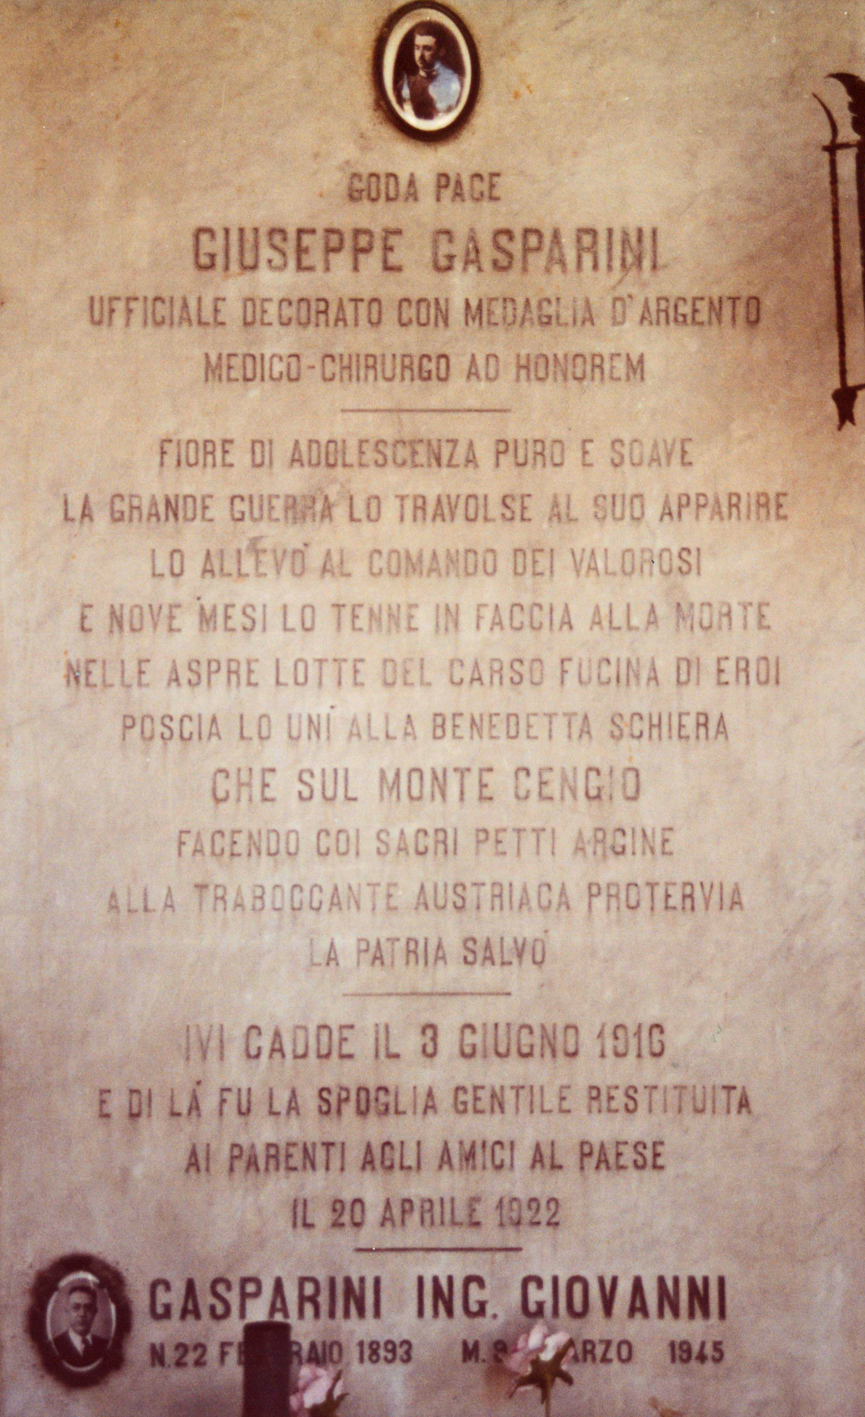 GODA PACE
GIUSEPPE GASPARINI
UFFICIALE DECORATO CON MEDAGLIA D'ARGENTO
MEDICO-CHIRURGO AD HONOREM
FIORE DI ADOLESCENZA PURO E SOAVE
LA GRANDE GUERRA LO TRAVOLSE AL SUO APPARIRE
LO ALLEVÒ AL COMANDO DEI VALOROSI
E NOVE MESI LO TENNE IN FACCIA ALLA MORTE
NELLE ASPRE LOTTE DEL CARSO FUCINA DI EROI
POSCIA LO UNÌ ALLA BENEDETTA SCHIERA
CHE SUL MONTE CENGIO
FACENDO COI SACRI PETTI ARGINE
ALLA TRABOCCANTE AUSTRIACA PROTERVIA
LA PATRIA SALVÒ
IVI CADDE IL 3 GIUGNO 1916
E DI LÁ FU LA SPOGLIA GENTILE RESTITUITA
AI PARENTI AGLI AMICI AL PAESE
IL 20 APRILE 1922
GASPARINI ING. GIOVANNI
N. 22 1893 M. 1945